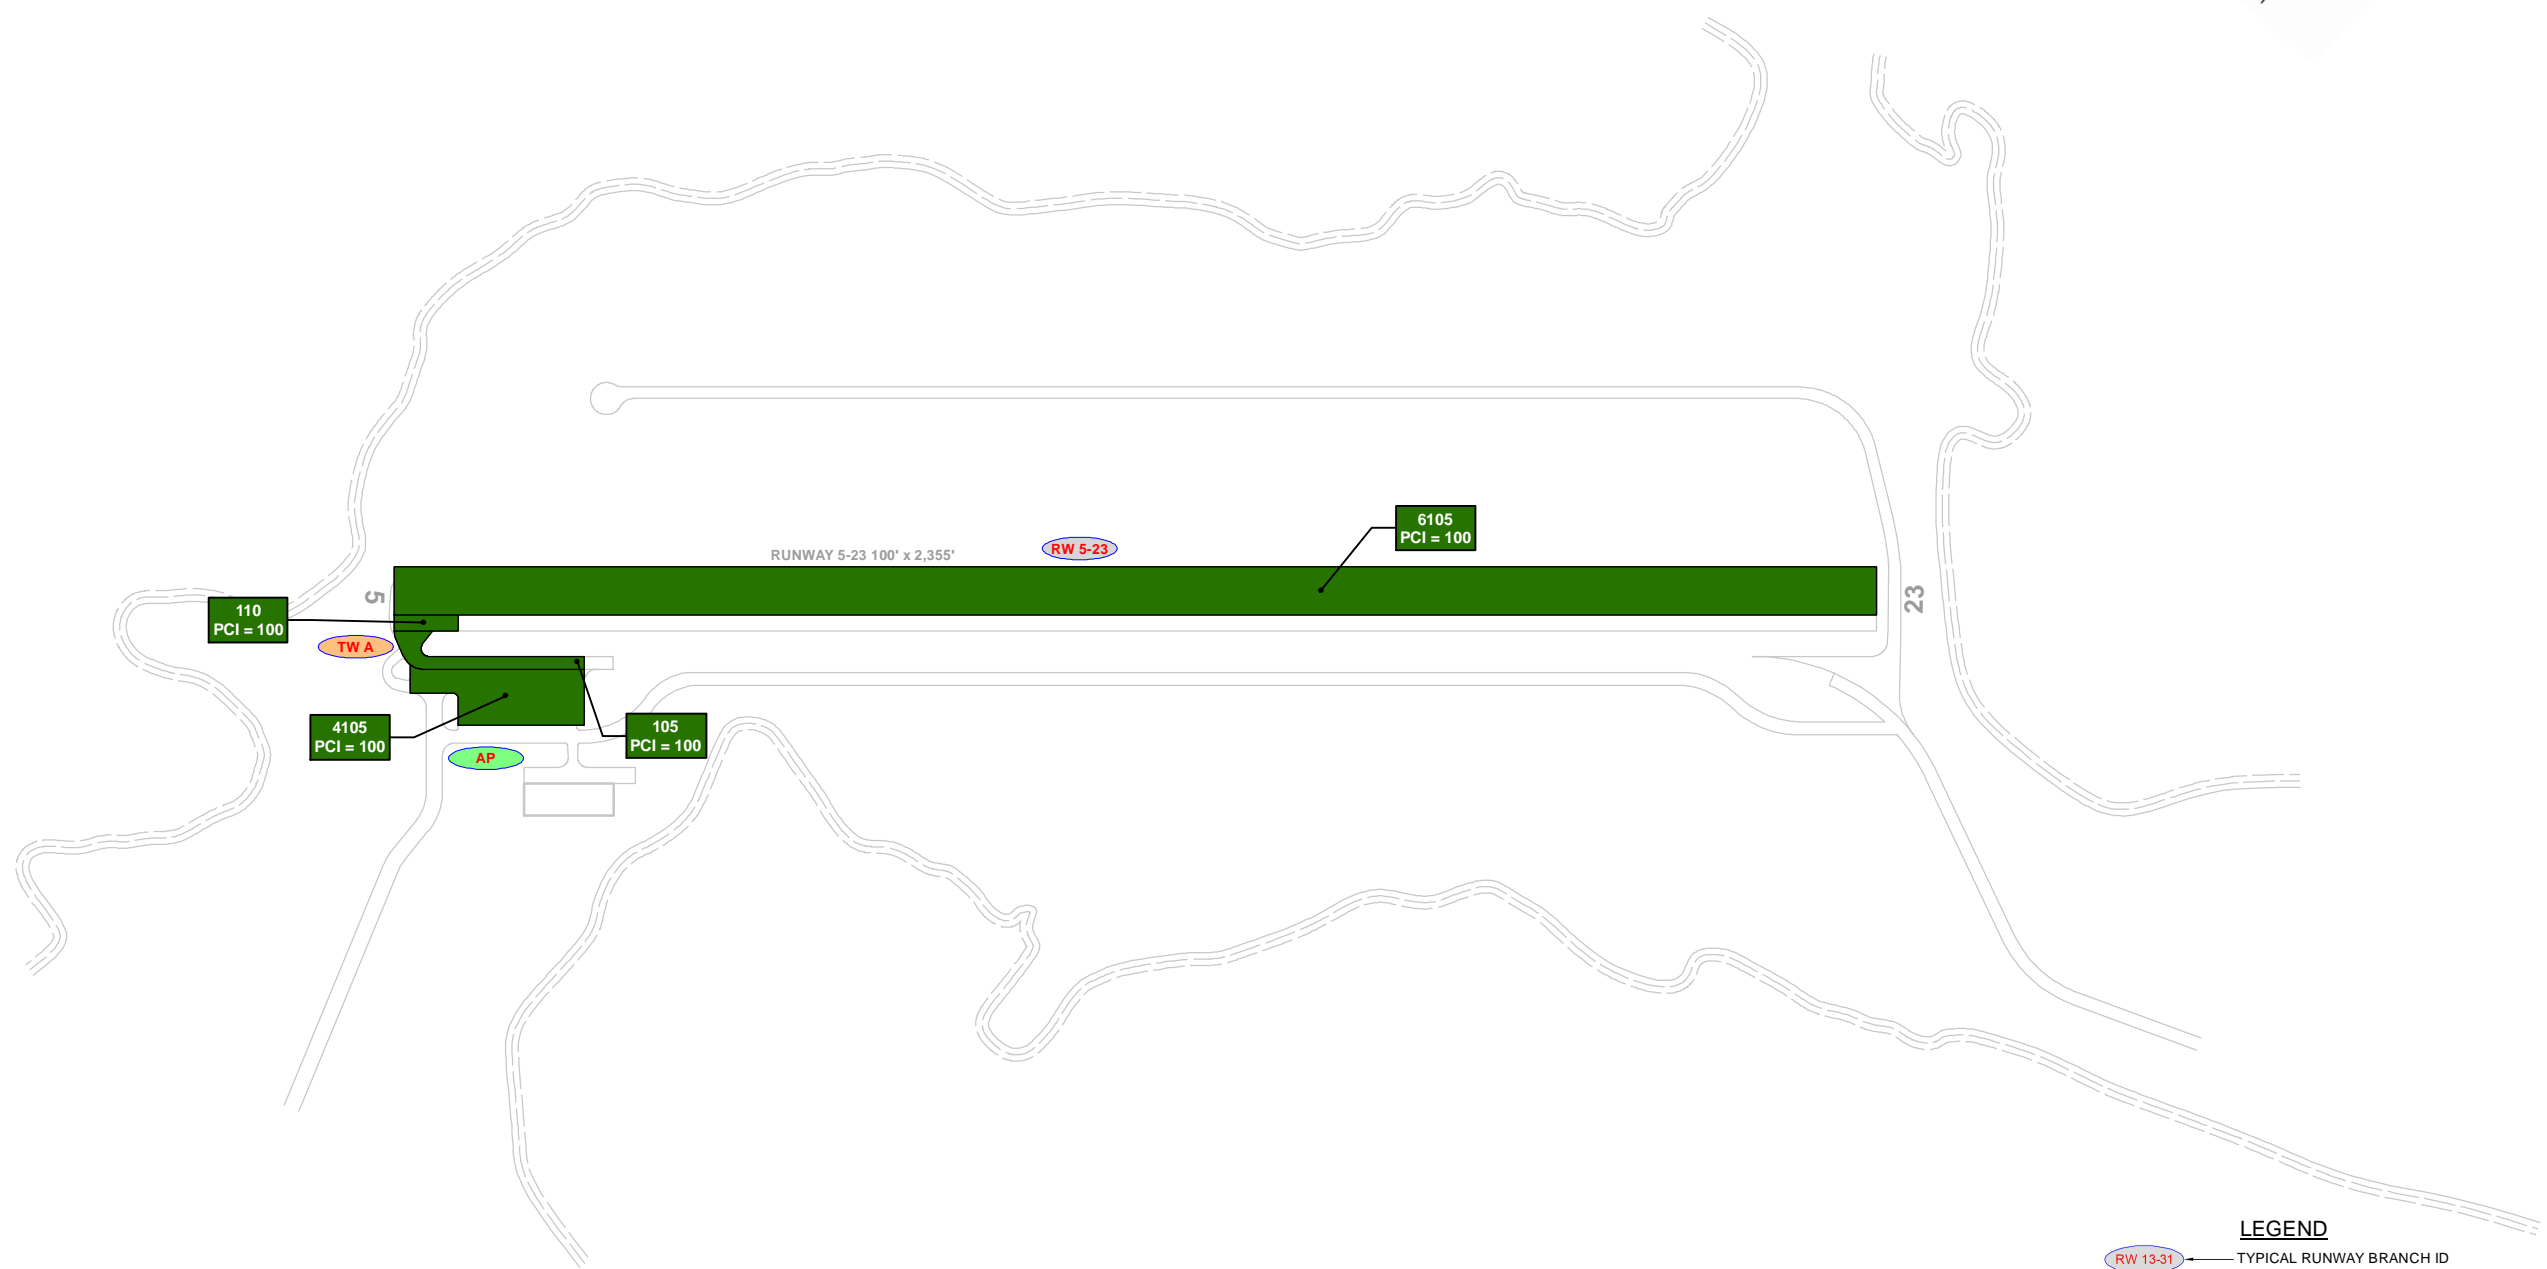 6105
PCI = 100
RUNWAY 5-23 100' x 2,355'
RW 5-23
5
23
110
PCI = 100
TW A
4105
PCI = 100
105
PCI = 100
AP
LEGEND
RW 13-31
TYPICAL RUNWAY BRANCH ID